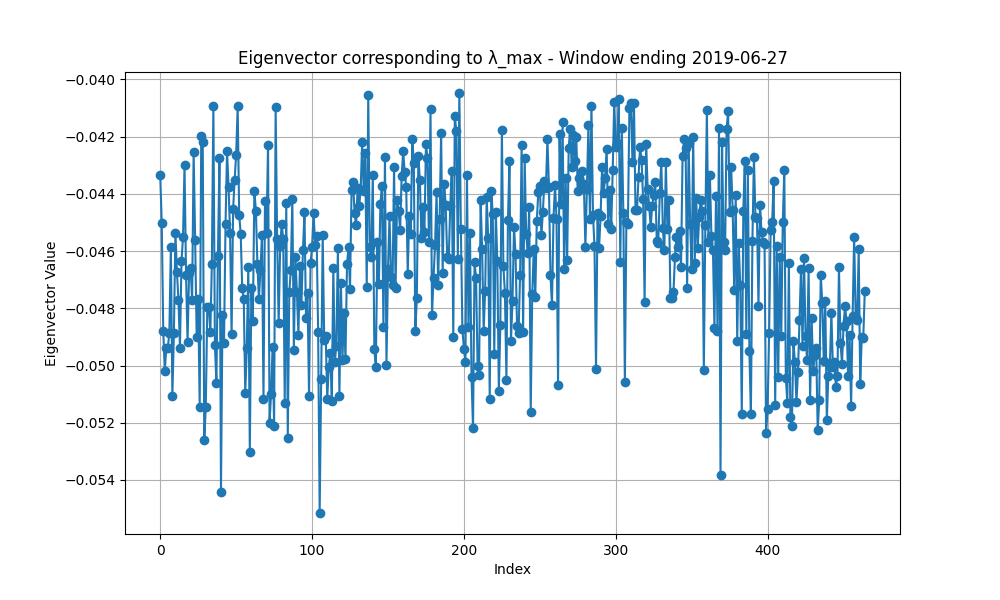 Eigenvector corresponding to λ_max - Window ending 2019-06-27
−0.040
−0.042
−0.044
−0.046
−0.048
−0.050
−0.052
−0.054
Eigenvector Value
0 100 200 300 400
Index